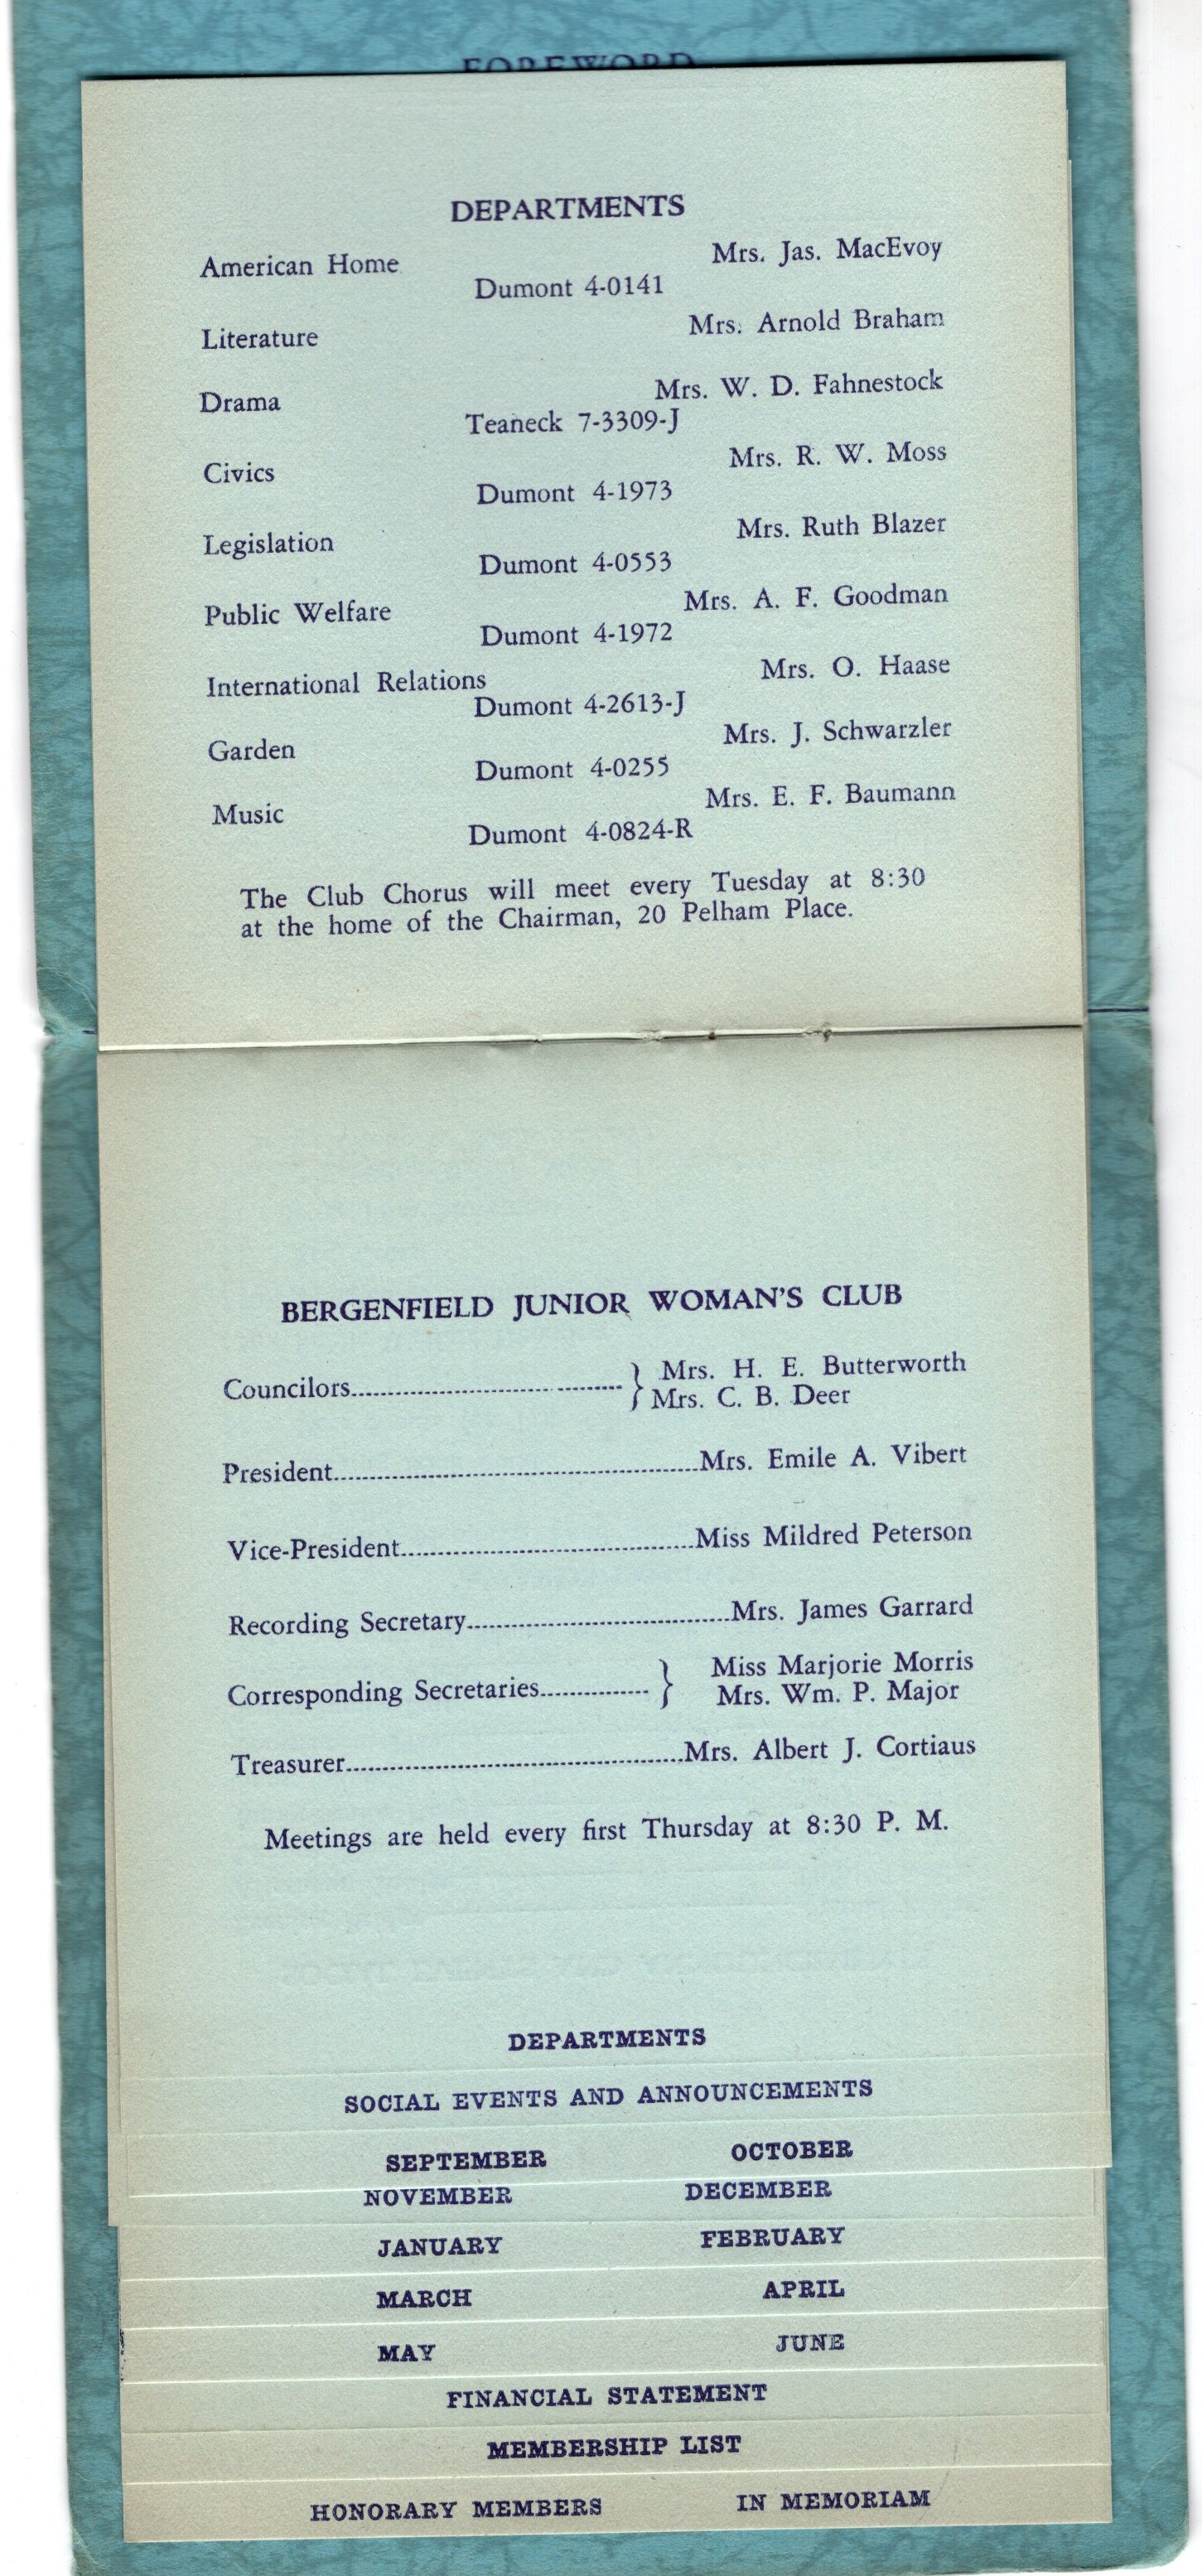 FOREWORD
DEPARTMENTS
American Home Mrs. Jas. MacEvoy
Dumont 4-0141
Literature Mrs. Arnold Braham
Drama Mrs. W. D. Fahnestock
Teaneck 7-3309-J
Civics Mrs. R. W. Moss
Dumont 4-1973
Legislation Mrs. Ruth Blazer
Dumont 4-0553
Public Welfare Mrs. A. F. Goodman
Dumont 4-1972
International Relations Mrs. O. Haase
Dumont 4-2613-J
Garden Mrs. J. Schwarzler
Dumont 4-0255
Music Mrs. E. F. Baumann
Dumont 4-0824-R
The Club Chorus will meet every Tuesday at 8:30
at the home of the Chairman, 20 Pelham Place.
BERGENFIELD JUNIOR WOMAN'S CLUB
Councilors........................................ } Mrs. H. E. Butterworth
Mrs. C. B. Deer
President........................................Mrs. Emile A. Vibert
Vice-President........................................Miss Mildred Peterson
Recording Secretary........................................Mrs. James Garrard
Corresponding Secretaries............... } Miss Marjorie Morris
Mrs. Wm. P. Major
Treasurer........................................Mrs. Albert J. Cortiaus
Meetings are held every first Thursday at 8:30 P. M.
DEPARTMENTS
SOCIAL EVENTS AND ANNOUNCEMENTS
SEPTEMBER OCTOBER
NOVEMBER DECEMBER
JANUARY FEBRUARY
MARCH APRIL
MAY JUNE
FINANCIAL STATEMENT
MEMBERSHIP LIST
HONORARY MEMBERS IN MEMORIAM